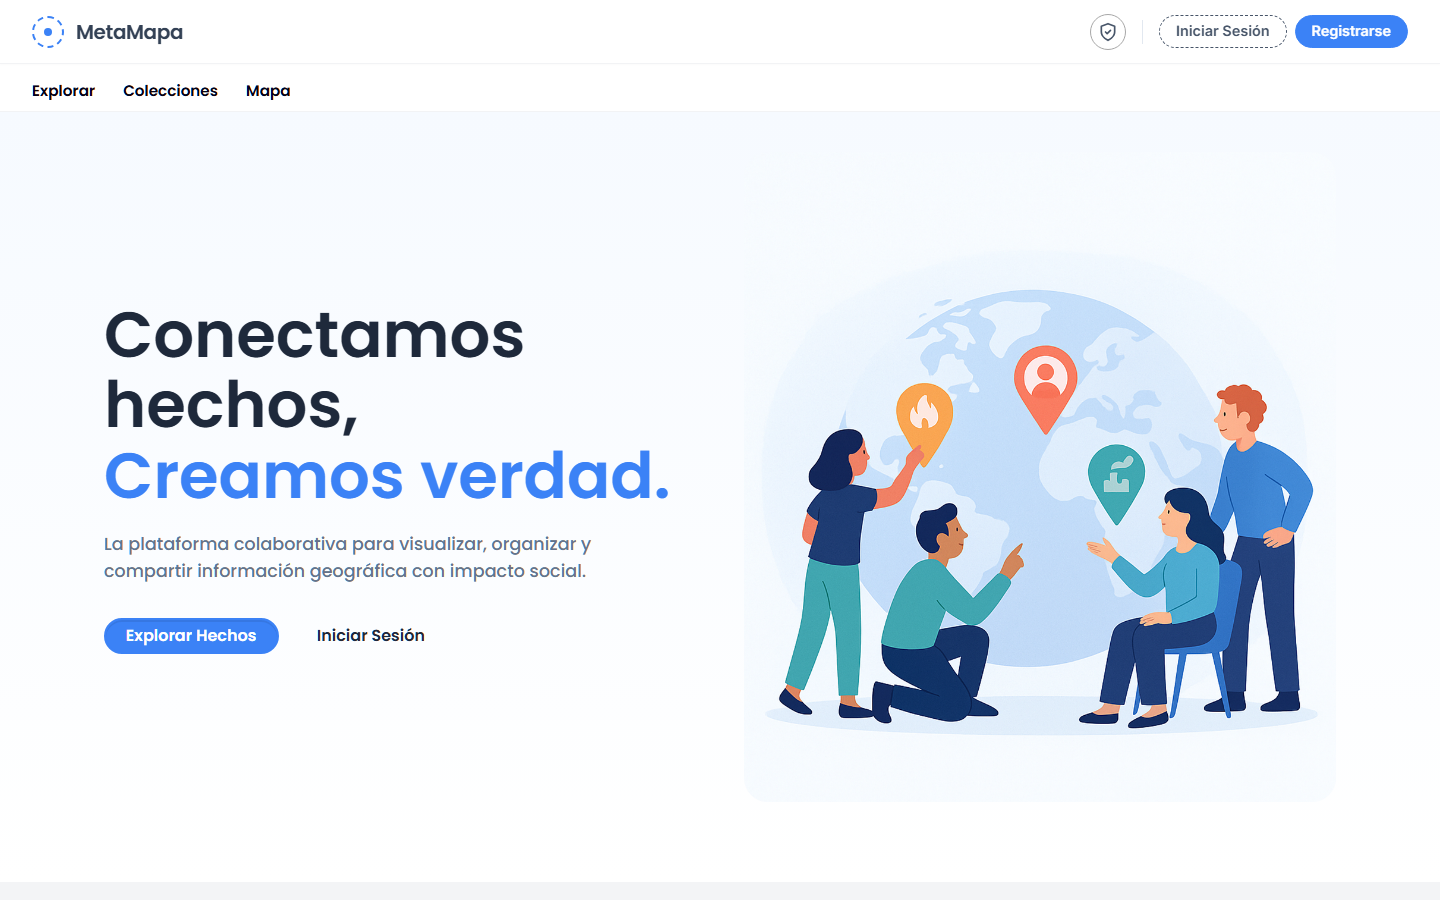 MetaMapa
Iniciar Sesión
Registrarse
Explorar
Colecciones
Mapa
Conectamos
hechos,
Creamos verdad.
La plataforma colaborativa para visualizar, organizar y
compartir información geográfica con impacto social.
Explorar Hechos
Iniciar Sesión